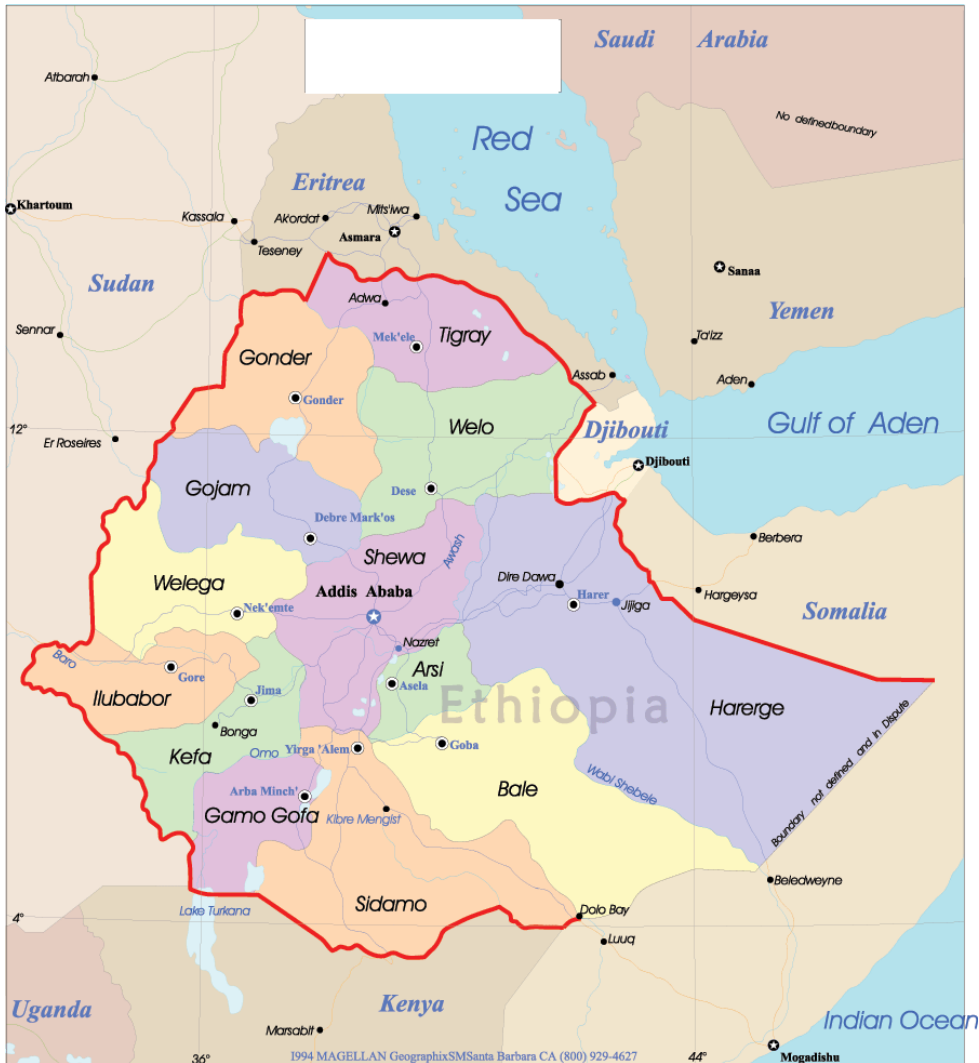 Saudi Arabia
Atbarah
No definedboundary
Red
Sea
Eritrea
Khartoum
Kassala
Ak'ordat
Mits'iwa
Asmara
Teseney
Sanaa
Sudan
Adwa
Yemen
Sennar
Mek'ele
Tigray
Ta'izz
Gonder
Assab
Aden
Gonder
Welo
Djibouti
Gulf of Aden
12°
Er Roseires
Djibouti
Gojam
Dese
Debre Mark'os
Shewa
Awash
Berbera
Welega
Addis Ababa
Dire Dawa
Harer
Jijiga
Hargeysa
Somalia
Nek'emte
Nazret
Baro
Gore
Arsi
Ilubabor
Jima
Asela
Ethiopia
Harerge
Bonga
Kefa
Omo
Yirga 'Alem
Goba
Boundary not defined and in Dispute
Wabi Shebele
Bale
Arba Minch'
Gamo Gofa
Kibre Mengist
Beledweyne
Sidamo
Lake Turkana
Dolo Bay
4°
Luuq
Uganda
Kenya
Indian Ocean
Marsabit
36°
1994 MAGELLAN GeographixSMSanta Barbara CA (800) 929-4627
44°
Mogadishu